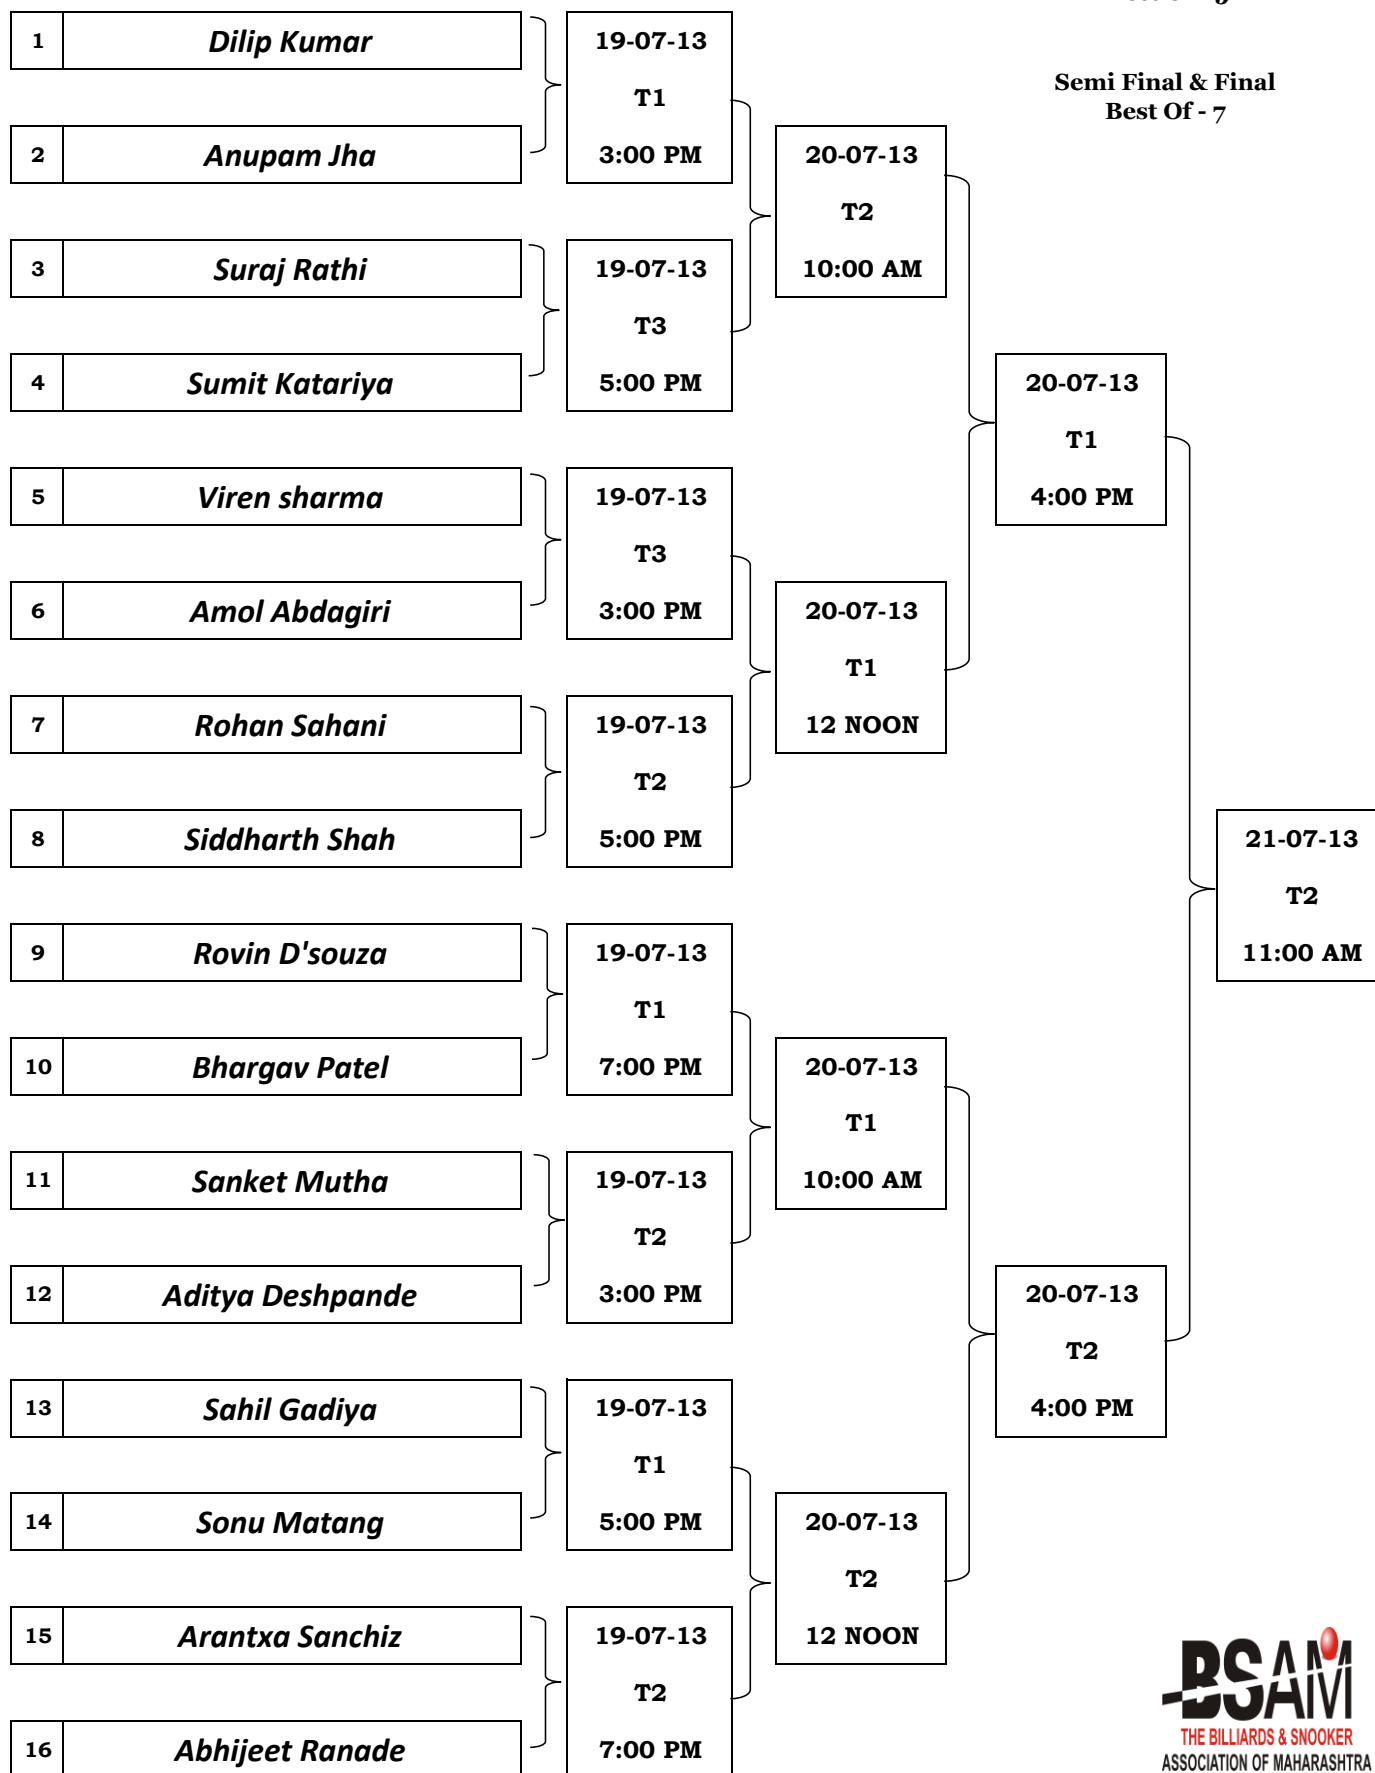 1 Dilip Kumar
19-07-13
T1
3:00 PM
2 Anupam Jha
Semi Final & Final
Best Of - 7
3 Suraj Rathi
19-07-13
T3
5:00 PM
4 Sumit Katariya
20-07-13
T2
10:00 AM
5 Viren sharma
19-07-13
T3
3:00 PM
6 Amol Abdagiri
20-07-13
T1
4:00 PM
7 Rohan Sahani
19-07-13
T2
5:00 PM
8 Siddharth Shah
20-07-13
T1
12 NOON
21-07-13
T2
11:00 AM
9 Rovin D'souza
19-07-13
T1
7:00 PM
10 Bhargav Patel
20-07-13
T1
10:00 AM
11 Sanket Mutha
19-07-13
T2
3:00 PM
12 Aditya Deshpande
20-07-13
T2
4:00 PM
13 Sahil Gadiya
19-07-13
T1
5:00 PM
14 Sonu Matang
20-07-13
T2
12 NOON
15 Arantxa Sanchiz
19-07-13
T2
7:00 PM
16 Abhijeet Ranade
BSAM
THE BILLIARDS & SNOOKER
ASSOCIATION OF MAHARASHTRA